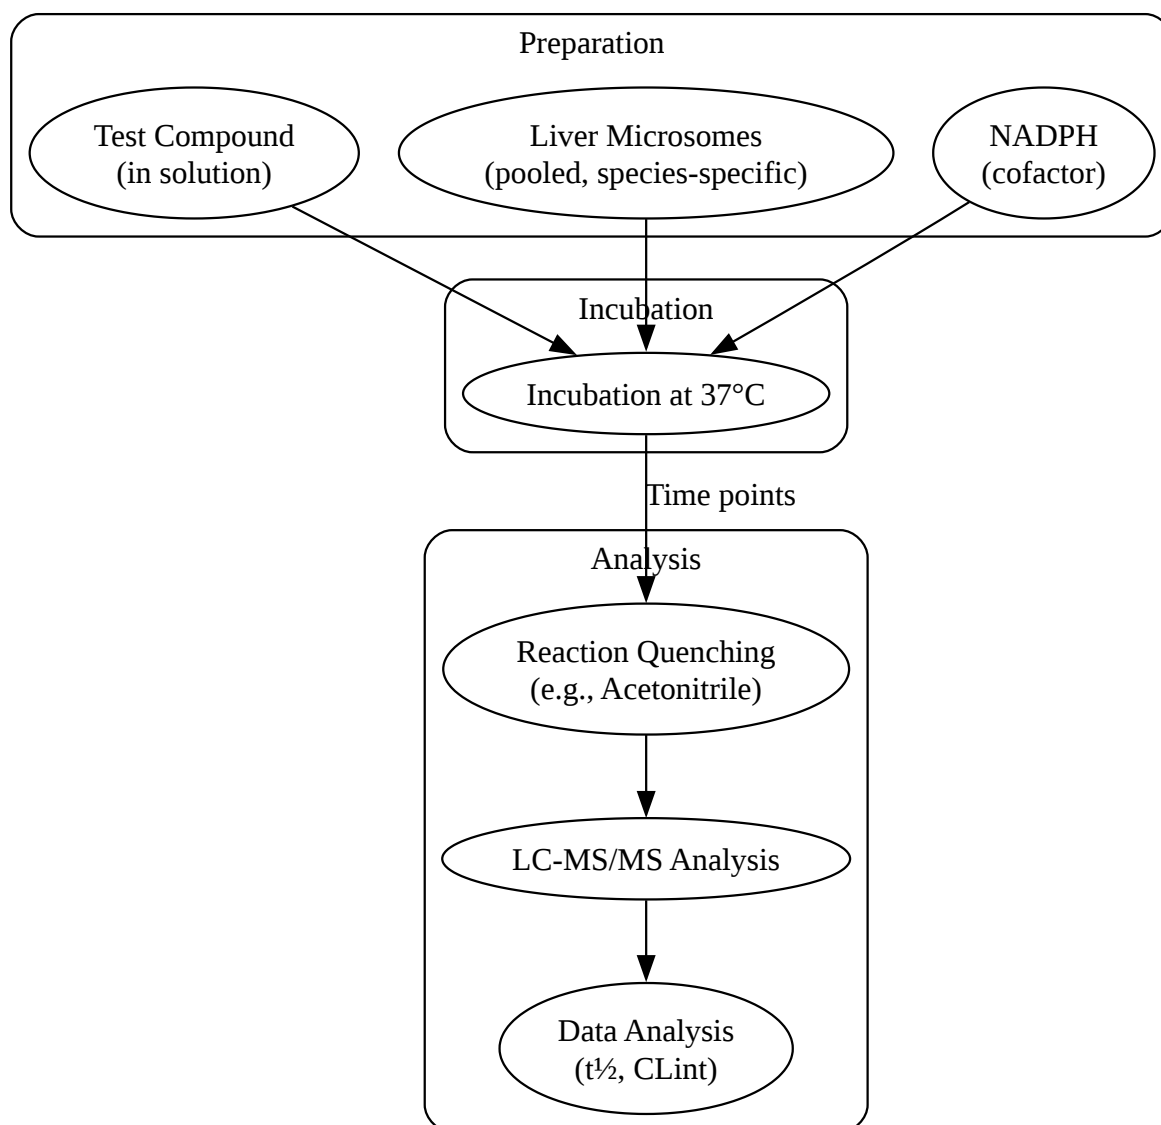 Preparation
Test Compound
(in solution)
Liver Microsomes
(pooled, species-specific)
NADPH
(cofactor)
Incubation
Incubation at 37°C
Time points
Analysis
Reaction Quenching
(e.g., Acetonitrile)
LC-MS/MS Analysis
Data Analysis
(t½, CLint)